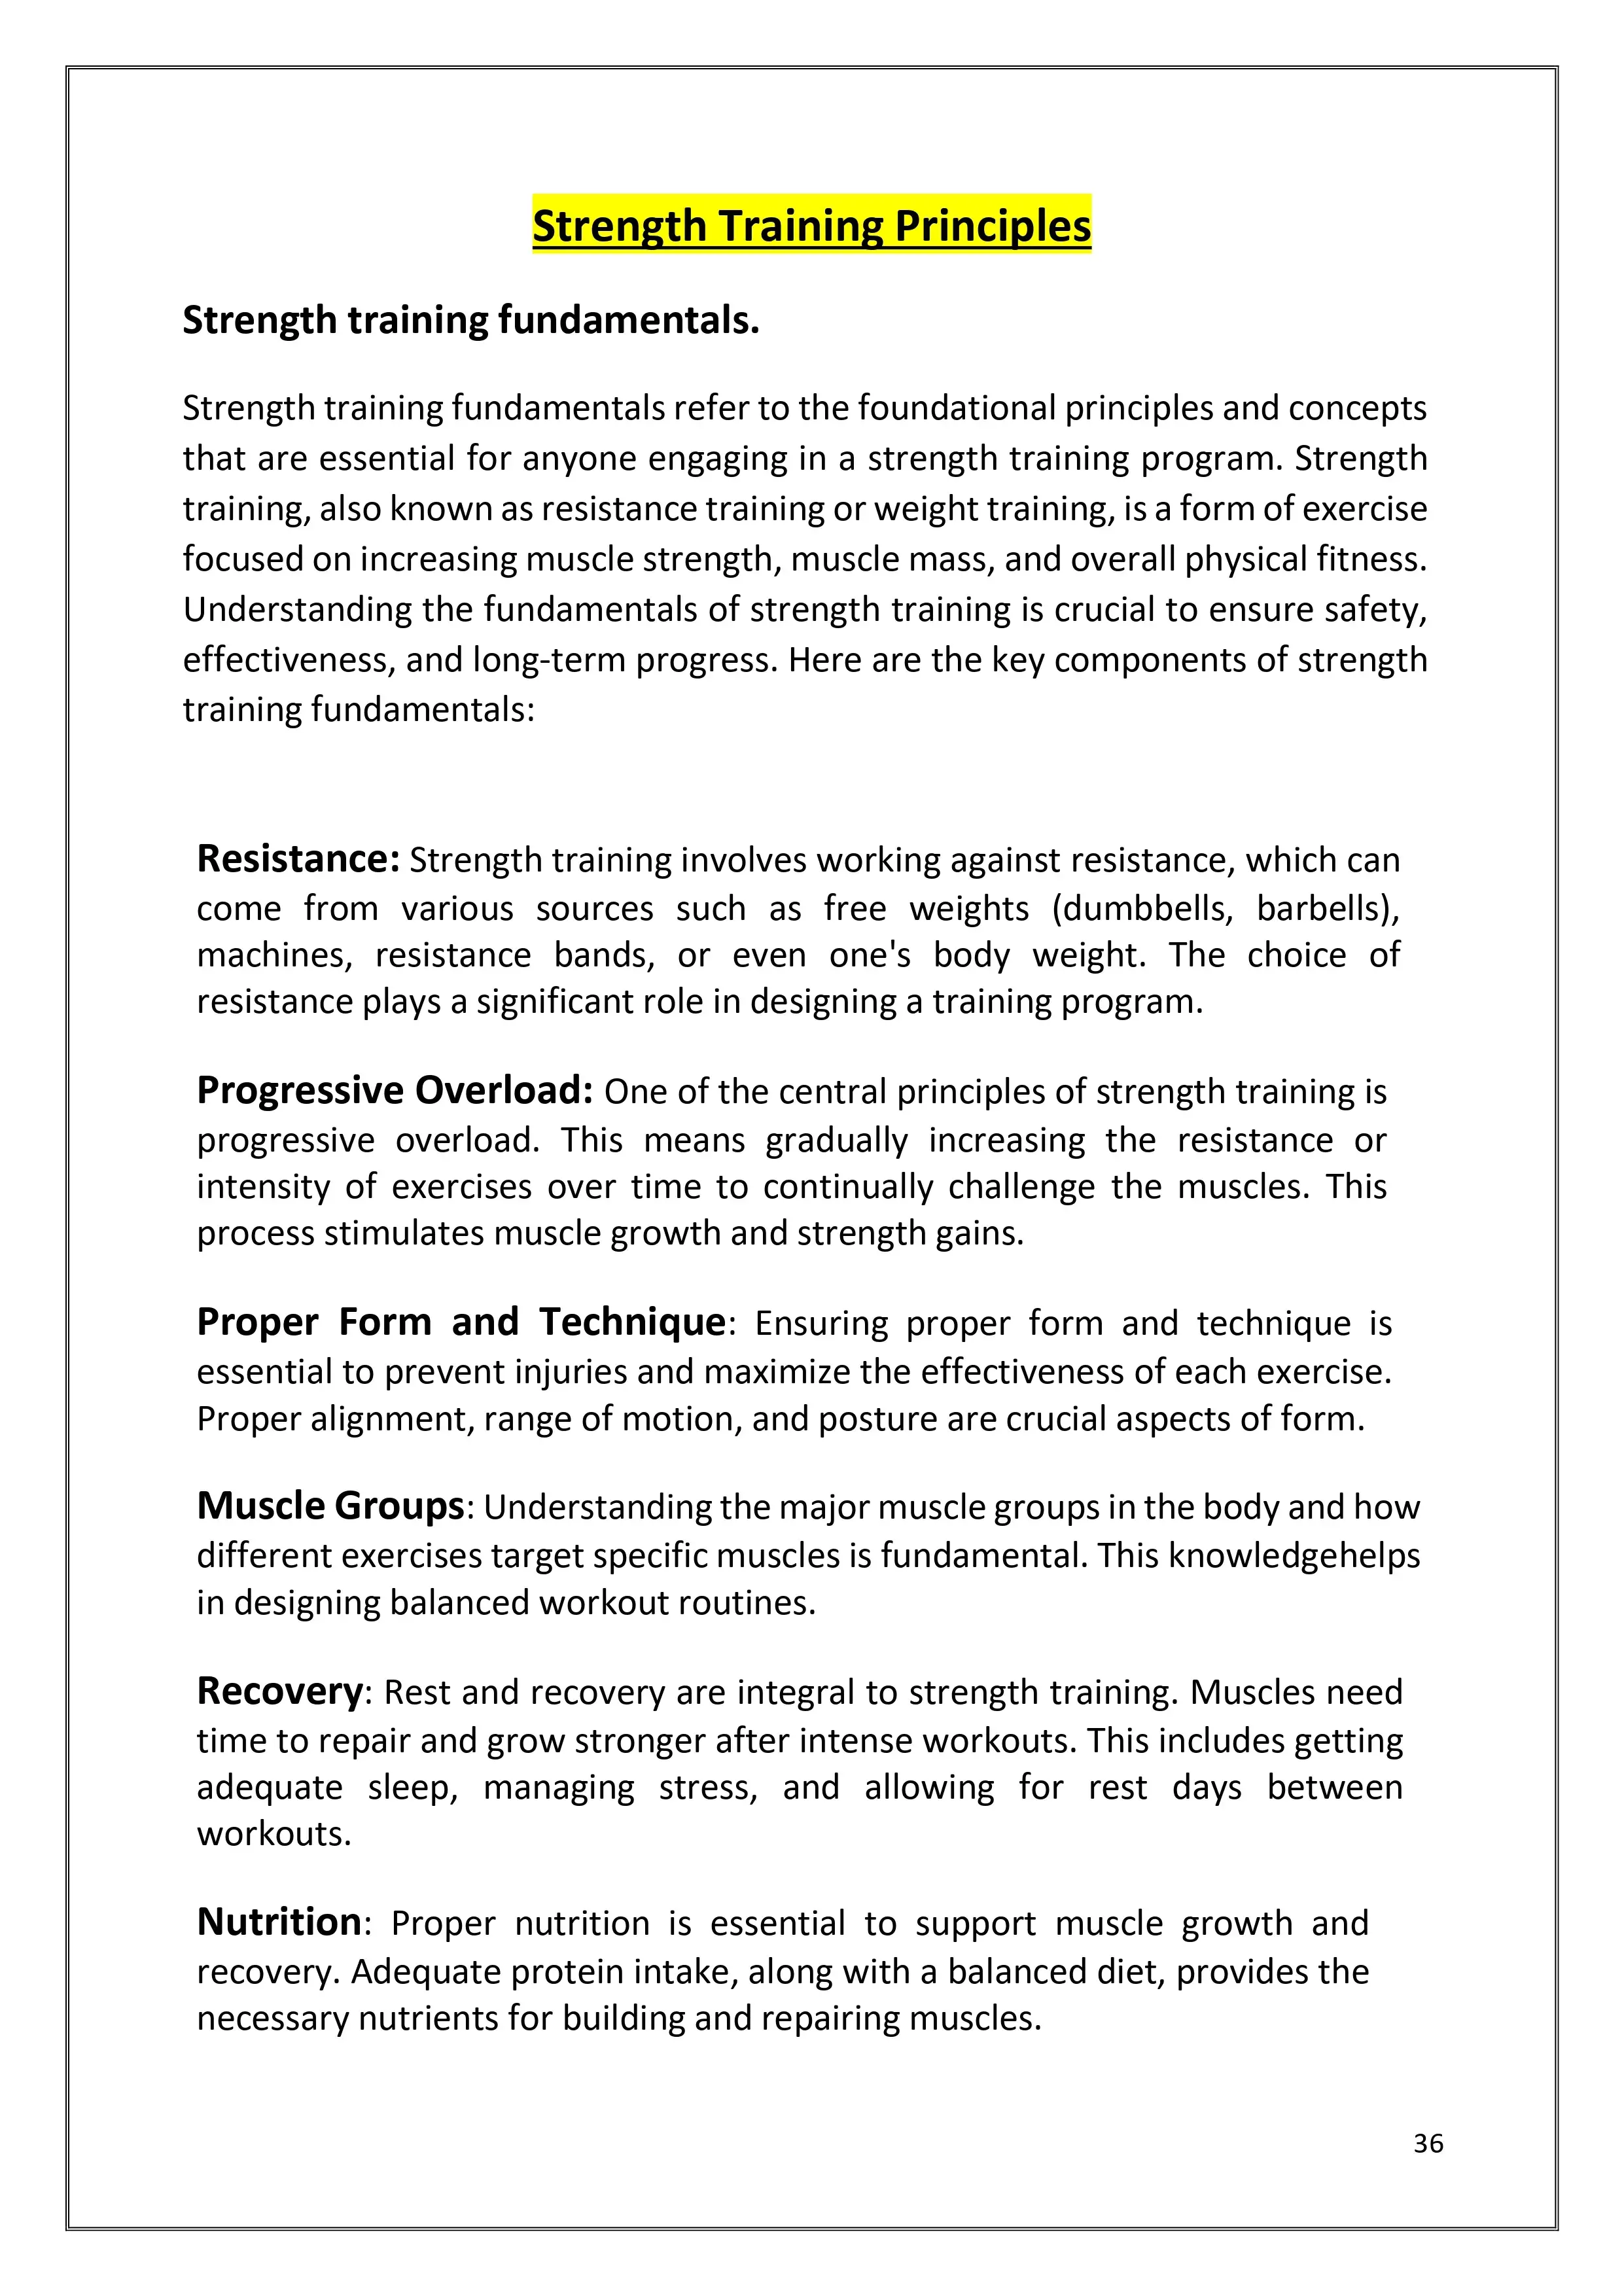 Strength Training Principles
Strength training fundamentals.
Strength training fundamentals refer to the foundational principles and concepts
that are essential for anyone engaging in a strength training program. Strength
training, also known as resistance training or weight training, is a form of exercise
focused on increasing muscle strength, muscle mass, and overall physical fitness.
Understanding the fundamentals of strength training is crucial to ensure safety,
effectiveness, and long-term progress. Here are the key components of strength
training fundamentals:
Resistance: Strength training involves working against resistance, which can
come from various sources such as free weights (dumbbells, barbells),
machines, resistance bands, or even one's body weight. The choice of
resistance plays a significant role in designing a training program.
Progressive Overload: One of the central principles of strength training is
progressive overload. This means gradually increasing the resistance or
intensity of exercises over time to continually challenge the muscles. This
process stimulates muscle growth and strength gains.
Proper Form and Technique: Ensuring proper form and technique is
essential to prevent injuries and maximize the effectiveness of each exercise.
Proper alignment, range of motion, and posture are crucial aspects of form.
Muscle Groups: Understanding the major muscle groups in the body and how
different exercises target specific muscles is fundamental. This knowledgehelps
in designing balanced workout routines.
Recovery: Rest and recovery are integral to strength training. Muscles need
time to repair and grow stronger after intense workouts. This includes getting
adequate sleep, managing stress, and allowing for rest days between
workouts.
Nutrition: Proper nutrition is essential to support muscle growth and
recovery. Adequate protein intake, along with a balanced diet, provides the
necessary nutrients for building and repairing muscles.
36